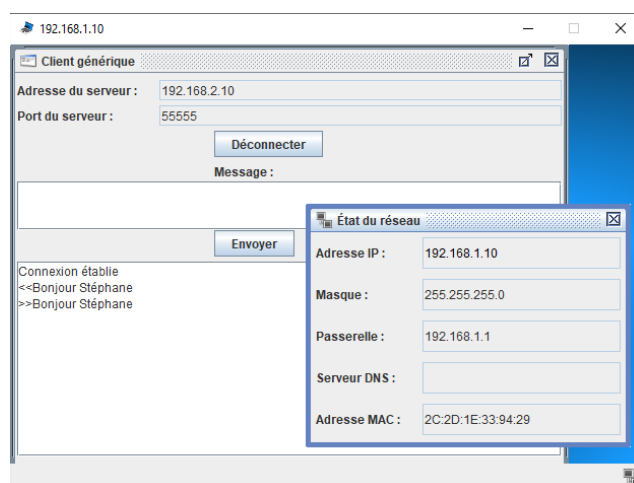 192.168.1.10
Client générique
Adresse du serveur : 192.168.2.10
Port du serveur : 55555
Déconnecter
Message :
Envoyer
Connexion établie
<<Bonjour Stéphane
>>Bonjour Stéphane
État du réseau
Adresse IP : 192.168.1.10
Masque : 255.255.255.0
Passerelle : 192.168.1.1
Serveur DNS :
Adresse MAC : 2C:2D:1E:33:94:29